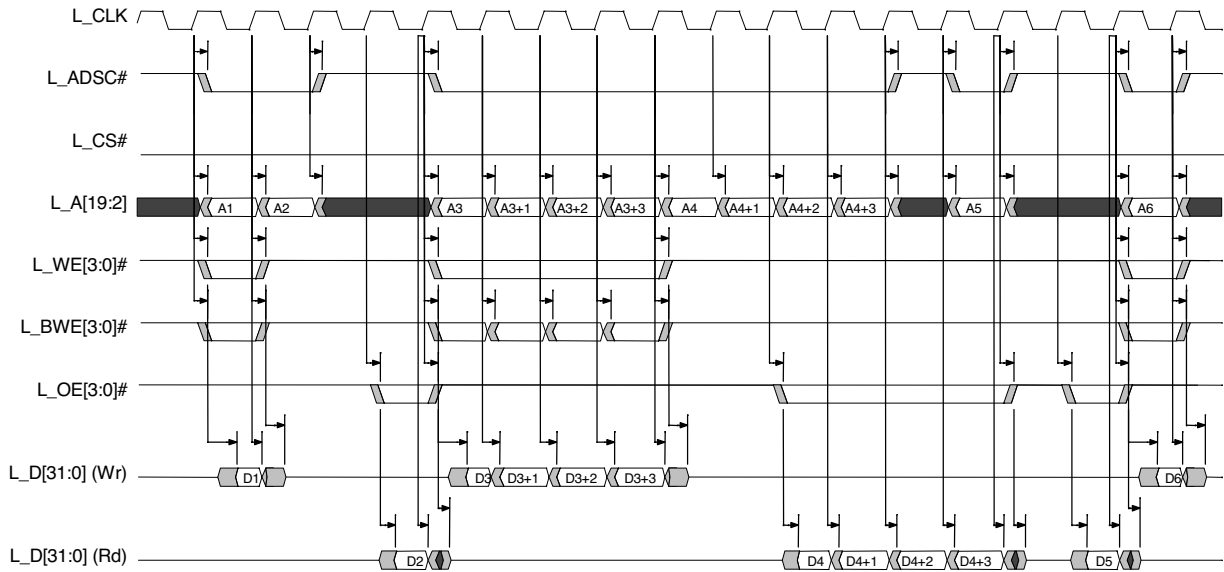 L_CLK
L_ADSC#
L_CS#
L_A[19:2] A1 A2 A3 A3+1 A3+2 A3+3 A4 A4+1 A4+2 A4+3 A5 A6
L_WE[3:0]#
L_BWE[3:0]#
L_OE[3:0]#
L_D[31:0] (Wr) D1 D3 D3+1 D3+2 D3+3 D6
L_D[31:0] (Rd) D2 D4 D4+1 D4+2 D4+3 D5